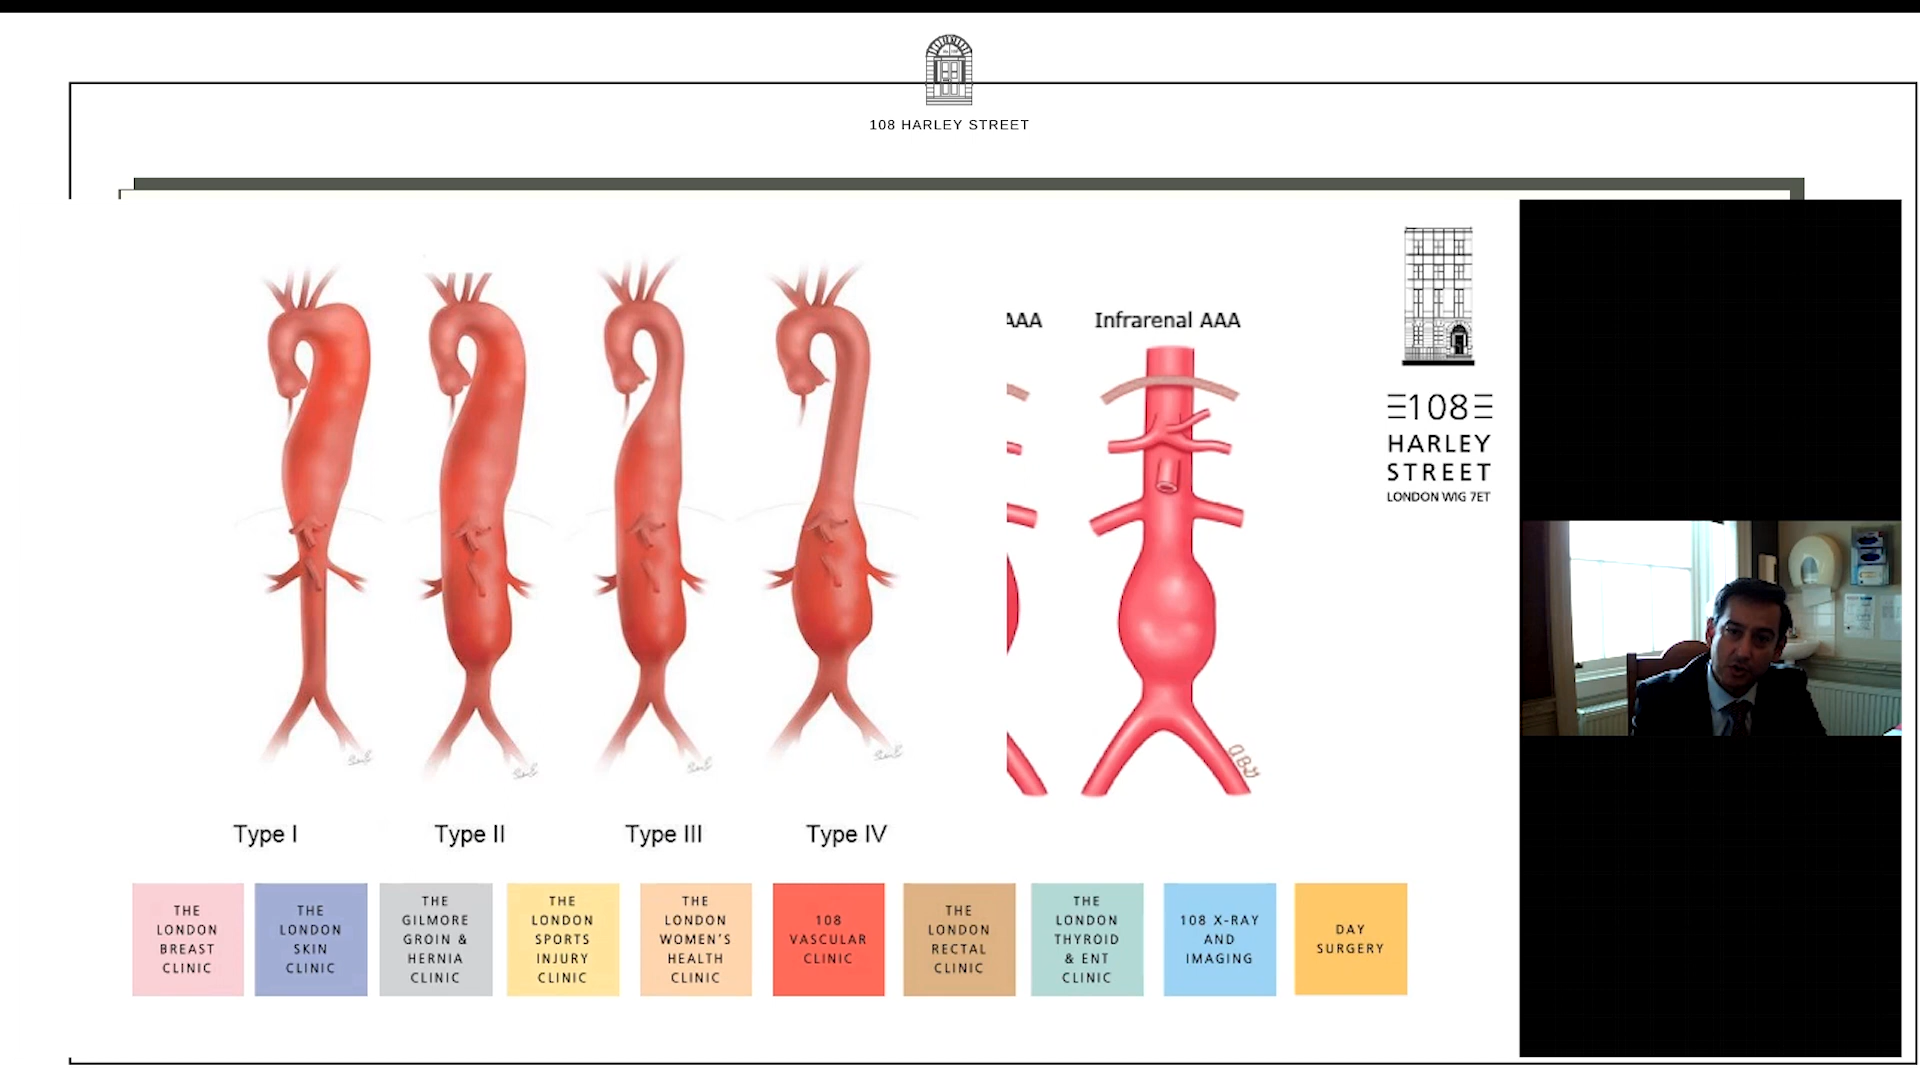 108 HARLEY STREET
AAA
Infrarenal AAA
108
HARLEY
STREET
LONDON W1G 7ET
Type I
Type II
Type III
Type IV
THE
LONDON
BREAST
CLINIC
THE
LONDON
SKIN
CLINIC
THE
GILMORE
GROIN &
HERNIA
CLINIC
THE
LONDON
SPORTS
INJURY
CLINIC
THE
LONDON
WOMEN'S
HEALTH
CLINIC
108
VASCULAR
CLINIC
THE
LONDON
RECTAL
CLINIC
THE
LONDON
THYROID
& ENT
CLINIC
108 X-RAY
AND
IMAGING
DAY
SURGERY